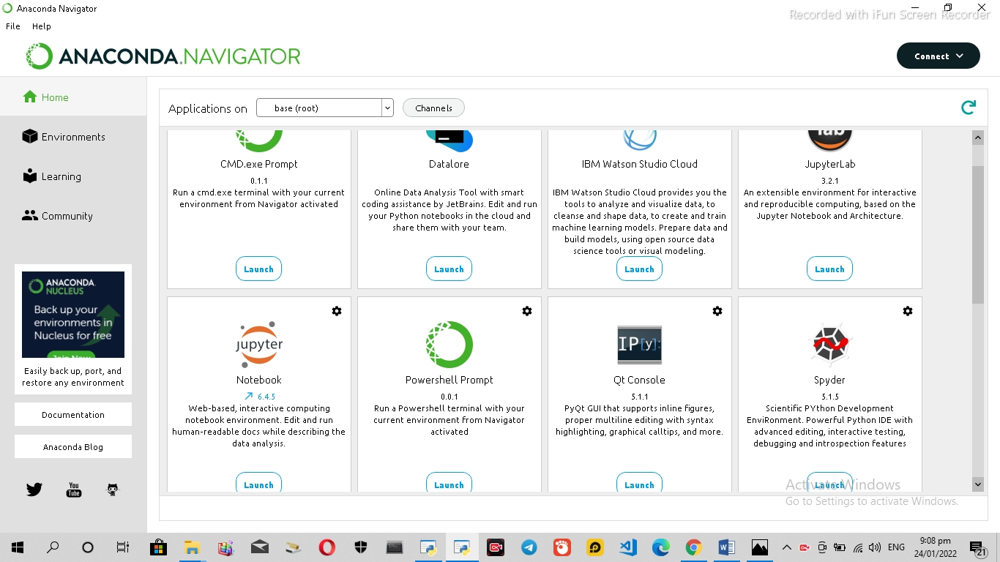 Anaconda Navigator
Recorded with iFun Screen Recorder
File Help
ANACONDA.NAVIGATOR
Connect
Home
Environments
Learning
Community
ANACONDA.
NUCLEUS
Back up your
environments in
Nucleus for free
Join Now
Easily back up, port, and
restore any environment
Documentation
Anaconda Blog
You
Tube
Applications on base (root) Channels
CMD.exe Prompt
0.1.1
Run a cmd.exe terminal with your current
environment from Navigator activated
Launch
Datalore
Online Data Analysis Tool with smart
coding assistance by JetBrains. Edit and run
your Python notebooks in the cloud and
share them with your team.
Launch
IBM Watson Studio Cloud
IBM Watson Studio Cloud provides you the
tools to analyze and visualize data, to
cleanse and shape data, to create and train
machine learning models. Prepare data and
build models, using open source data
science tools or visual modeling.
Launch
lab
JupyterLab
3.2.1
An extensible environment for interactive
and reproducible computing, based on the
Jupyter Notebook and Architecture.
Launch
jupyter
Notebook
6.4.5
Web-based, interactive computing
notebook environment. Edit and run
human-readable docs while describing the
data analysis.
Launch
Powershell Prompt
0.0.1
Run a Powershell terminal with your
current environment from Navigator
activated
Launch
IP[y]:
Qt Console
5.1.1
PyQt GUI that supports inline figures,
proper multiline editing with syntax
highlighting, graphical calltips, and more.
Launch
Spyder
5.1.5
Scientific PYthon Development
EnviRonment. Powerful Python IDE with
advanced editing, interactive testing,
debugging and introspection features
Launch
Activate Windows
Go to Settings to activate Windows.
ENG
9:08 pm
24/01/2022
21